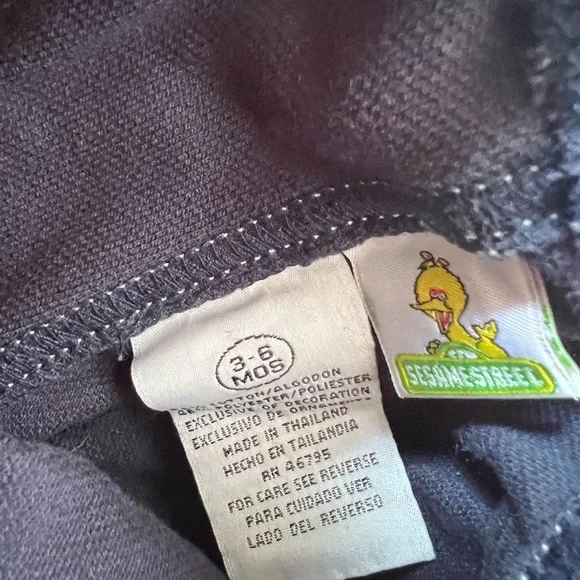 3-6
MOS
COTTON/ALGODON
POLYESTER/POLIESTER
EXCLUSIVE OF DECORATION
EXCLUSIVO DE ORNAMENTO
MADE IN THAILAND
HECHO EN TAILANDIA
RN 46795
FOR CARE SEE REVERSE
PARA CUIDADO VER
LADO DEL REVERSO
SESAME STREET